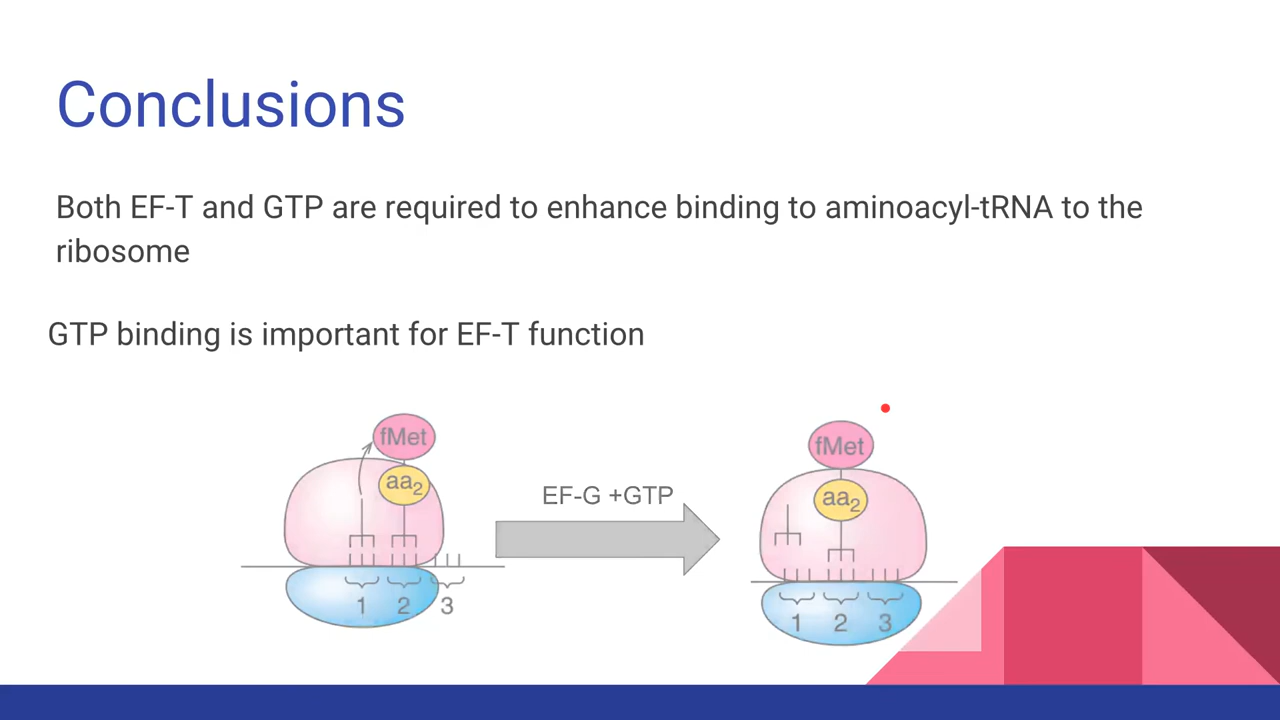 Conclusions
Both EF-T and GTP are required to enhance binding to aminoacyl-tRNA to the
ribosome
GTP binding is important for EF-T function
fMet
aa2
1 2 3
EF-G +GTP
fMet
aa2
1 2 3